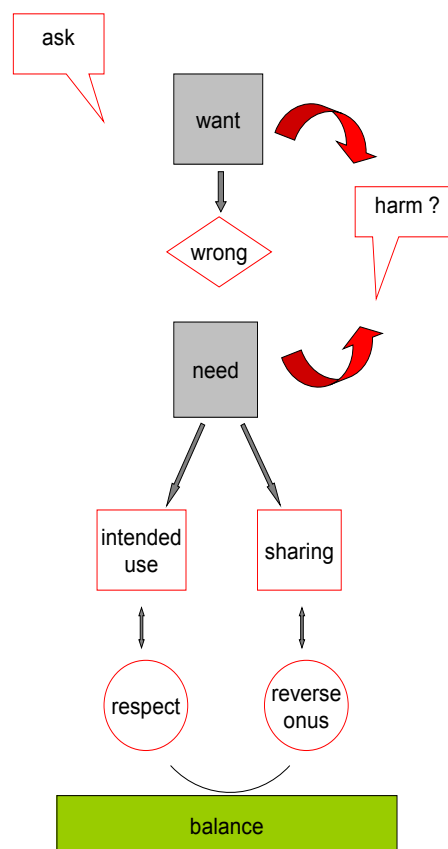 ask
want
harm ?
wrong
need
intended
use
sharing
respect
reverse
onus
balance